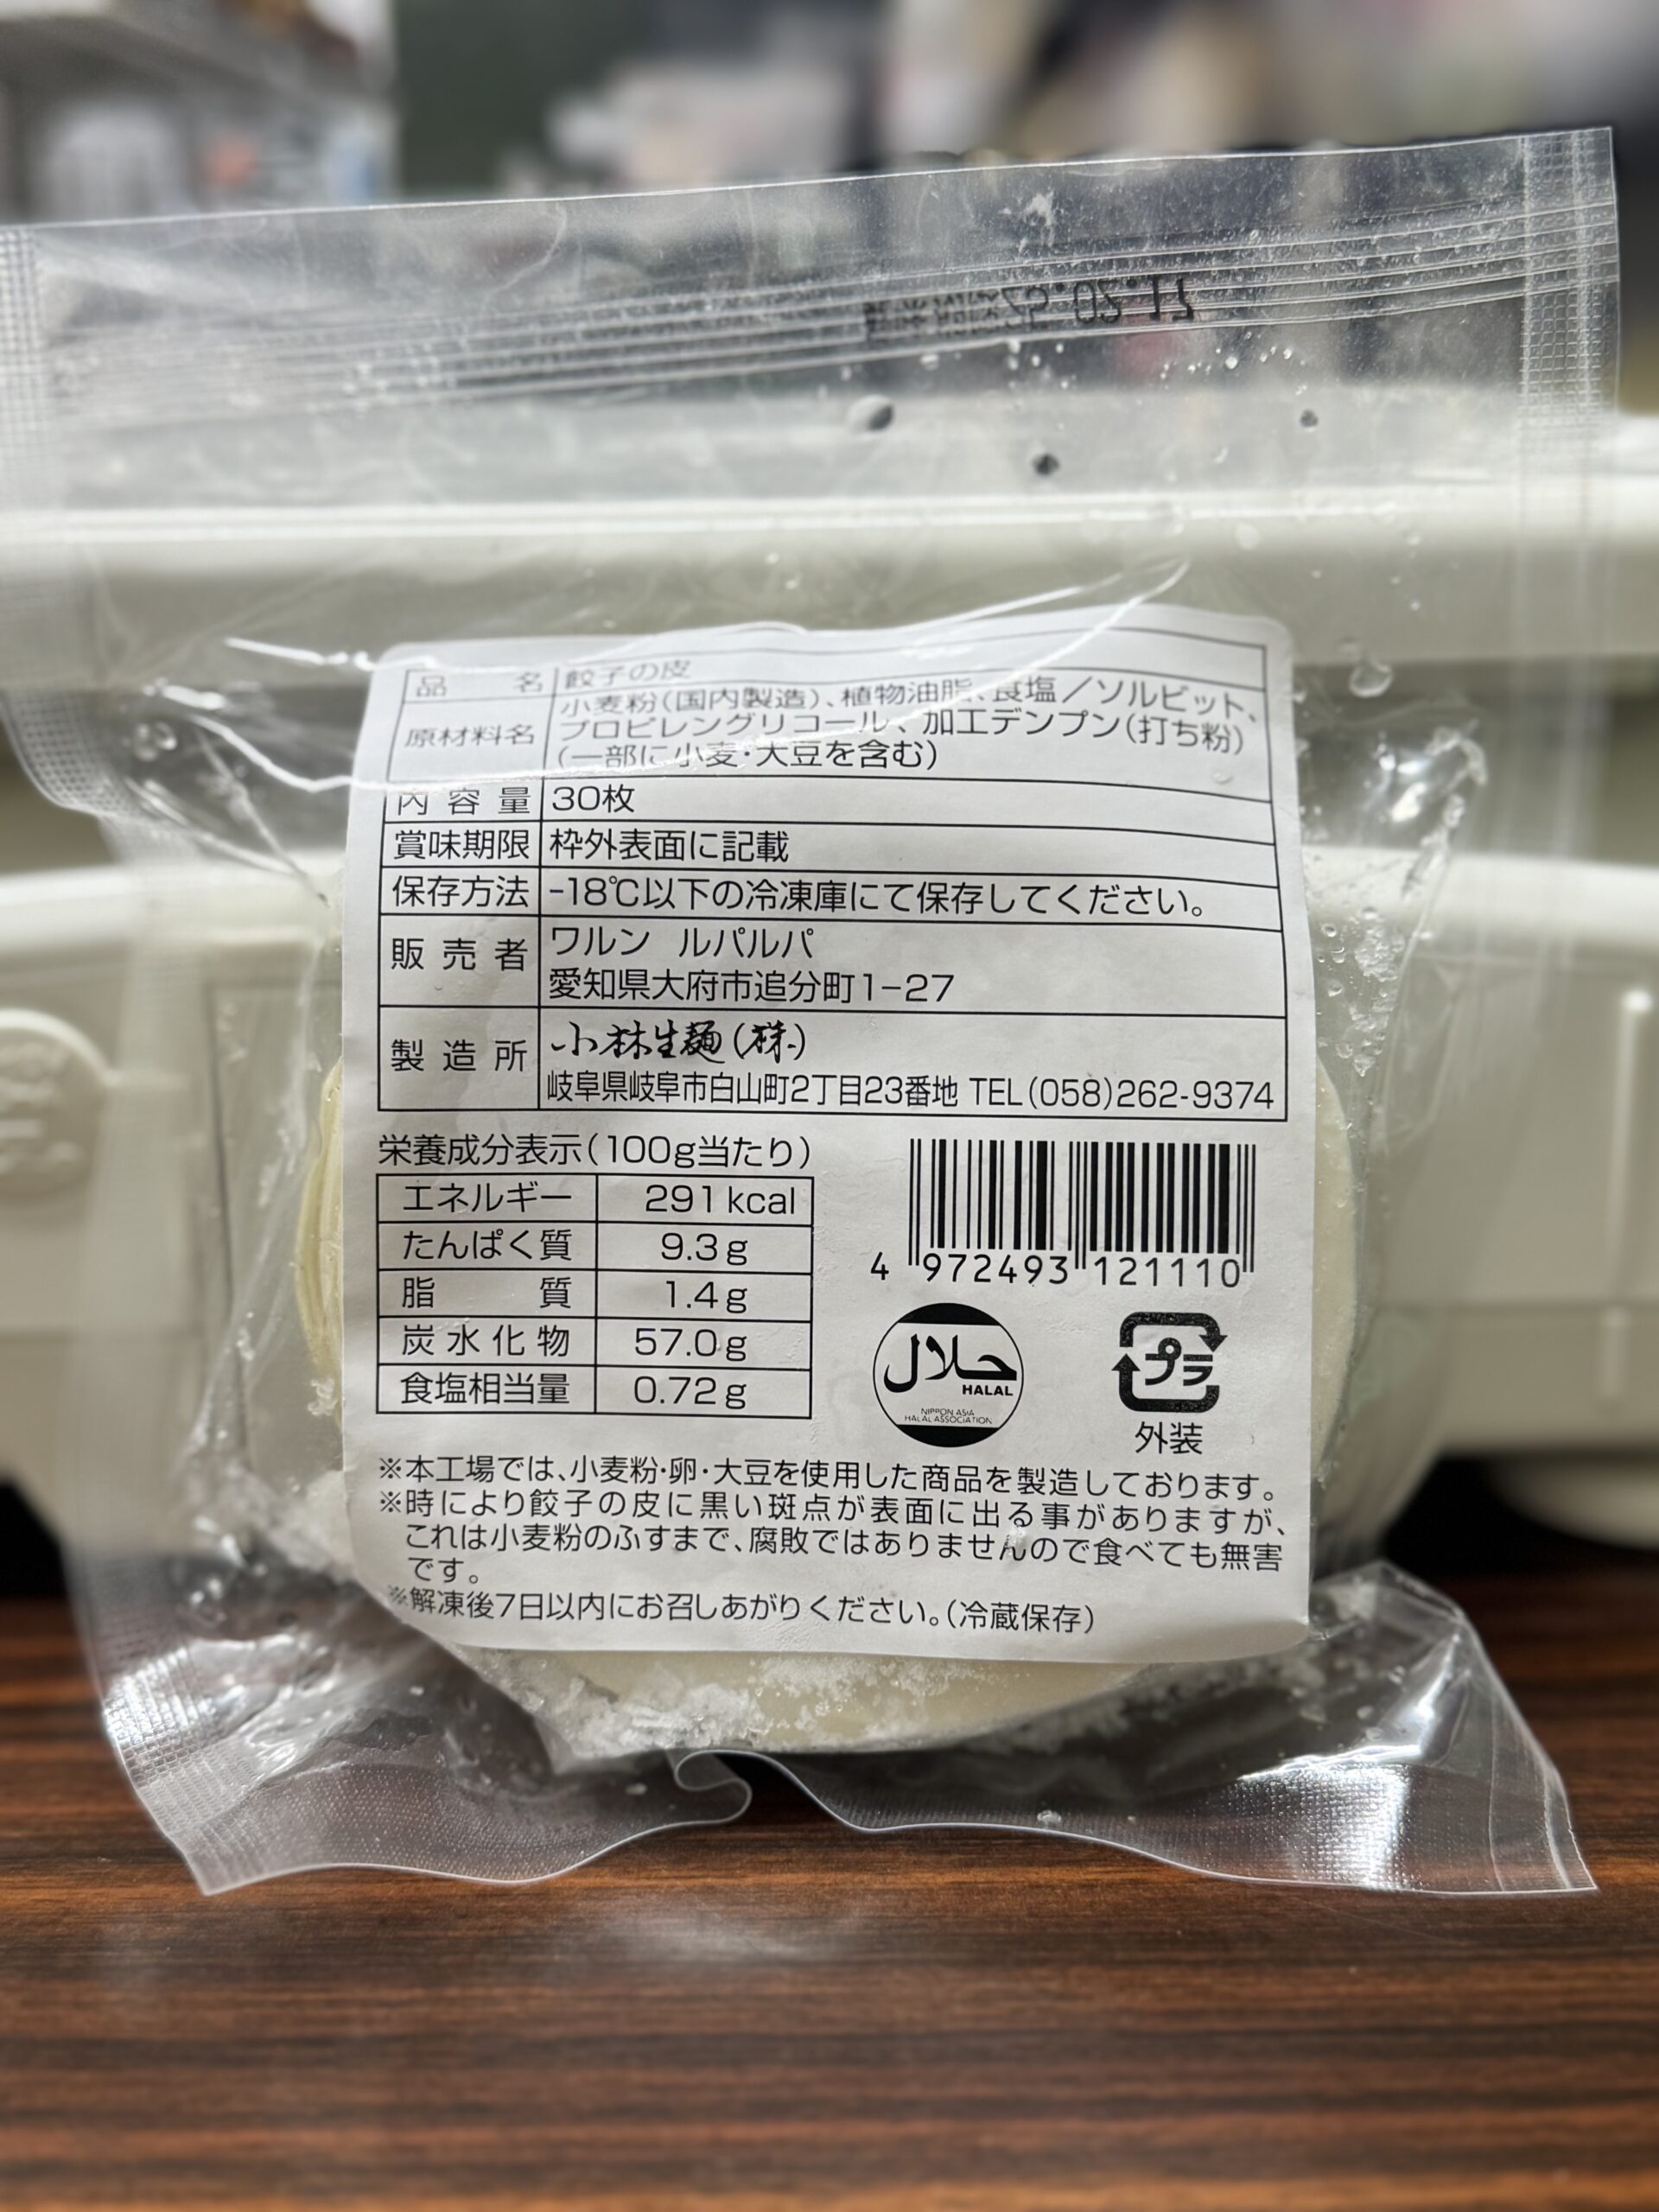 25.02.17
品名 餃子の皮
原材料名 小麦粉(国内製造)、植物油脂、食塩/ソルビット、
プロピレングリコール、加工デンプン(打ち粉)
(一部に小麦・大豆を含む)
内容量 30枚
賞味期限 枠外表面に記載
保存方法 -18℃以下の冷凍庫にて保存してください。
販売者 ワルン ルパルパ
愛知県大府市追分町1-27
製造所 小林生麺(株)
岐阜県岐阜市白山町2丁目23番地 TEL(058)262-9374
栄養成分表示(100g当たり)
エネルギー 291kcal
たんぱく質 9.3g
脂質 1.4g
炭水化物 57.0g
食塩相当量 0.72g
4 972493 121110
حلال
HALAL
NIPPON ASIA
HALAL ASSOCIATION
プラ
外装
※本工場では、小麦粉・卵・大豆を使用した商品を製造しております。
※時により餃子の皮に黒い斑点が表面に出る事がありますが、
これは小麦粉のふすまで、腐敗ではありませんので食べても無害
です。
※解凍後7日以内にお召しあがりください。(冷蔵保存)